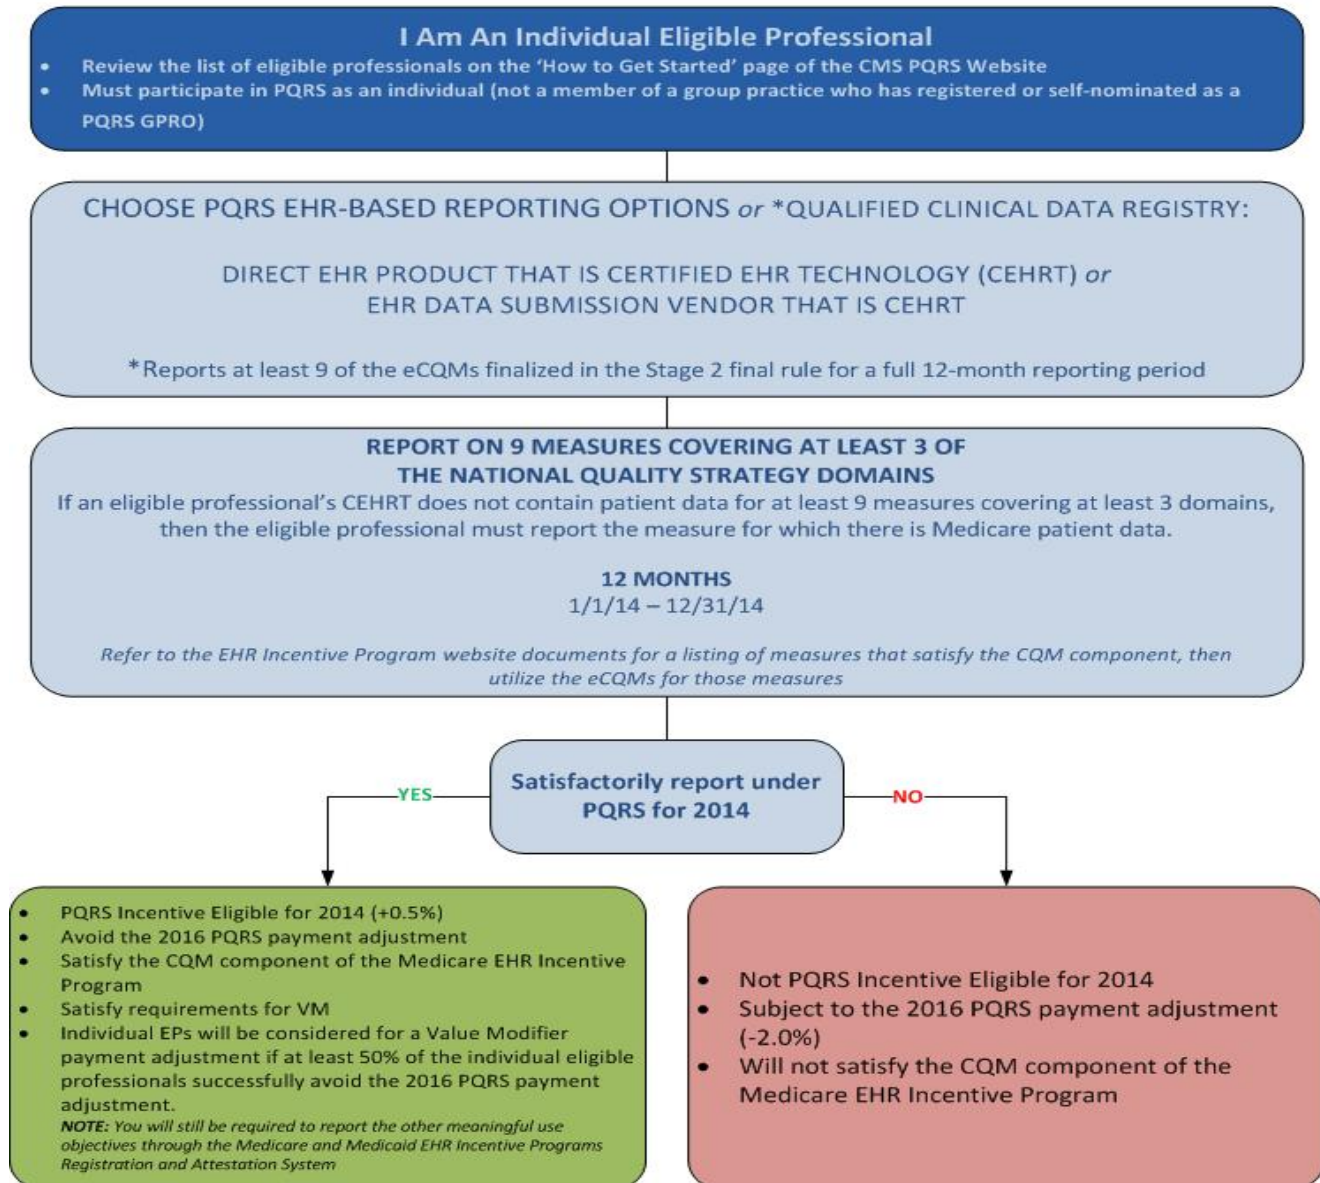 I Am An Individual Eligible Professional
• Review the list of eligible professionals on the ‘How to Get Started’ page of the CMS PQRS Website
• Must participate in PQRS as an individual (not a member of a group practice who has registered or self-nominated as a
PQRS GPRO)
CHOOSE PQRS EHR-BASED REPORTING OPTIONS or *QUALIFIED CLINICAL DATA REGISTRY:
DIRECT EHR PRODUCT THAT IS CERTIFIED EHR TECHNOLOGY (CEHRT) or
EHR DATA SUBMISSION VENDOR THAT IS CEHRT
*Reports at least 9 of the eCQMs finalized in the Stage 2 final rule for a full 12-month reporting period
REPORT ON 9 MEASURES COVERING AT LEAST 3 OF
THE NATIONAL QUALITY STRATEGY DOMAINS
If an eligible professional’s CEHRT does not contain patient data for at least 9 measures covering at least 3 domains,
then the eligible professional must report the measure for which there is Medicare patient data.
12 MONTHS
1/1/14 – 12/31/14
Refer to the EHR Incentive Program website documents for a listing of measures that satisfy the CQM component, then
utilize the eCQMs for those measures
Satisfactorily report under
PQRS for 2014
YES
NO
• PQRS Incentive Eligible for 2014 (+0.5%)
• Avoid the 2016 PQRS payment adjustment
• Satisfy the CQM component of the Medicare EHR Incentive
Program
• Satisfy requirements for VM
• Individual EPs will be considered for a Value Modifier
payment adjustment if at least 50% of the individual eligible
professionals successfully avoid the 2016 PQRS payment
adjustment.
NOTE: You will still be required to report the other meaningful use
objectives through the Medicare and Medicaid EHR Incentive Programs
Registration and Attestation System
• Not PQRS Incentive Eligible for 2014
• Subject to the 2016 PQRS payment adjustment
(-2.0%)
• Will not satisfy the CQM component of the
Medicare EHR Incentive Program